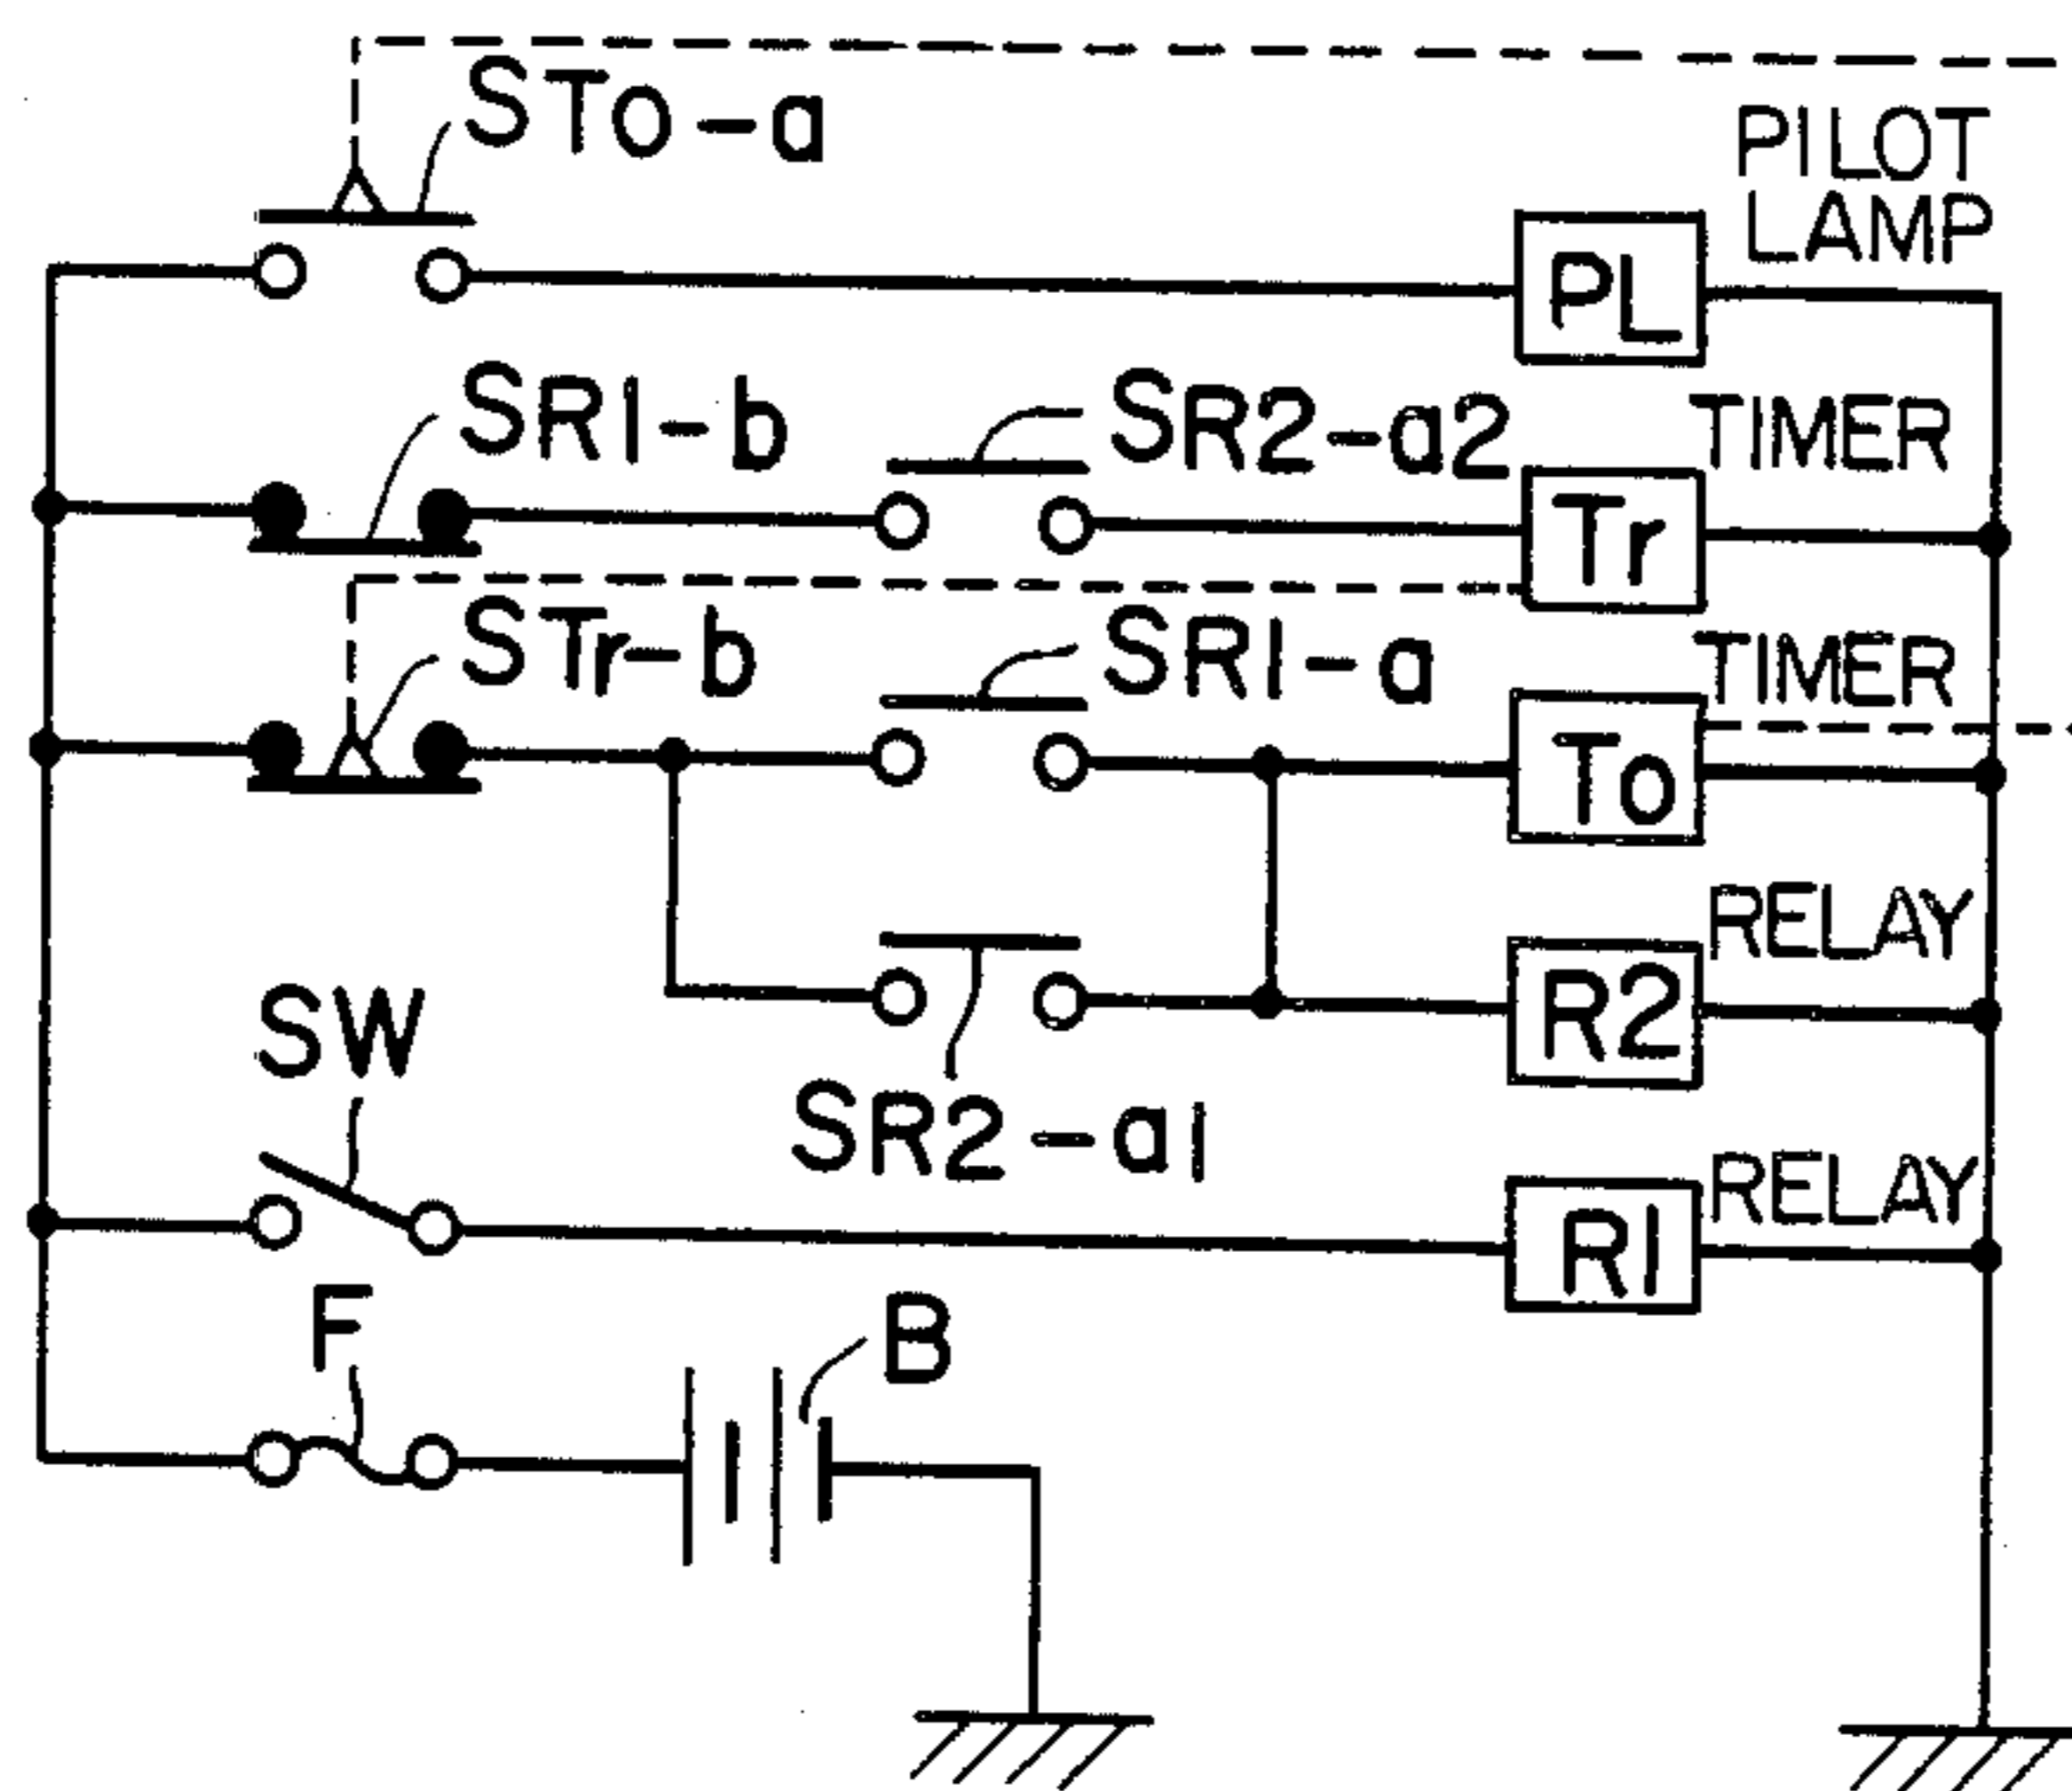 STo-a
PILOT
LAMP
PL
SR1-b
SR2-a2
TIMER
Tr
STr-b
SR1-a
TIMER
To
RELAY
R2
SW
SR2-a1
RELAY
R1
F
B